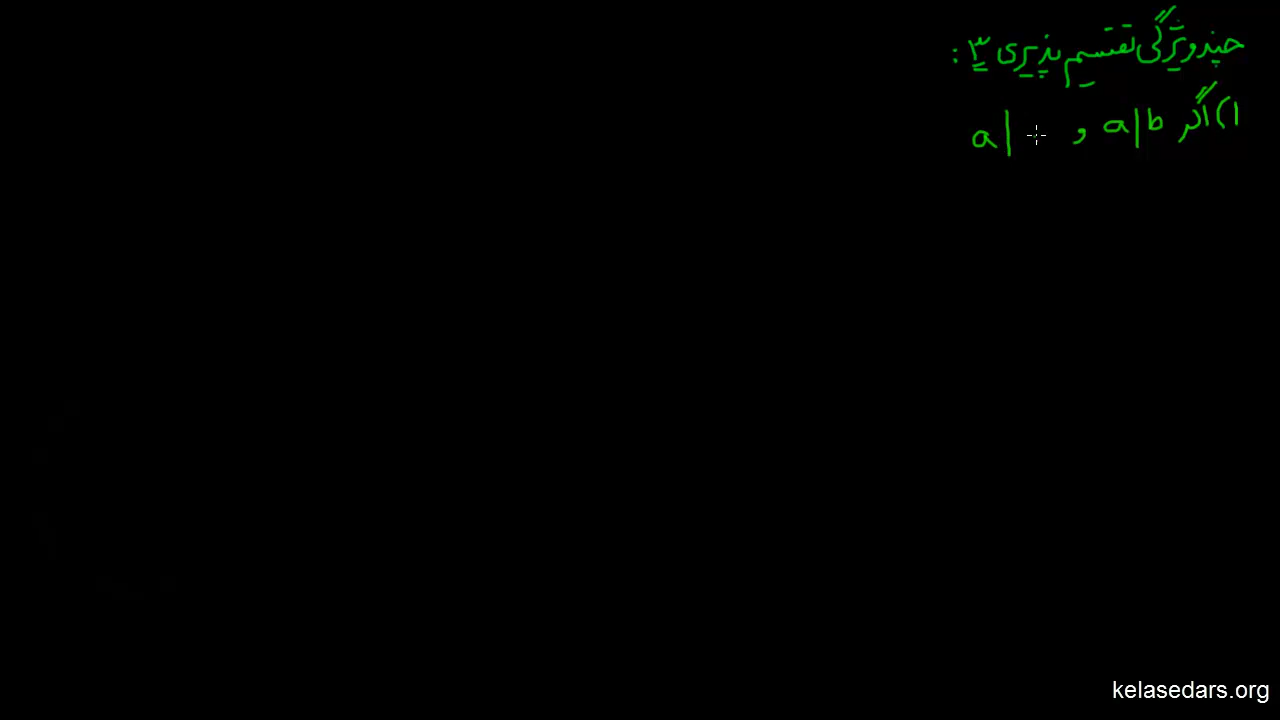 چند ویژگی تقسیم پذیری ۳ :
۱) اگر a|b و a|
kelasedars.org